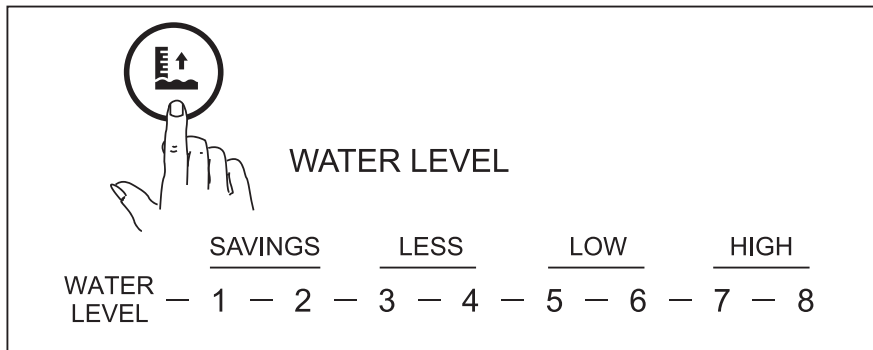 WATER LEVEL
SAVINGS LESS LOW HIGH
WATER LEVEL – 1 – 2 – 3 – 4 – 5 – 6 – 7 – 8